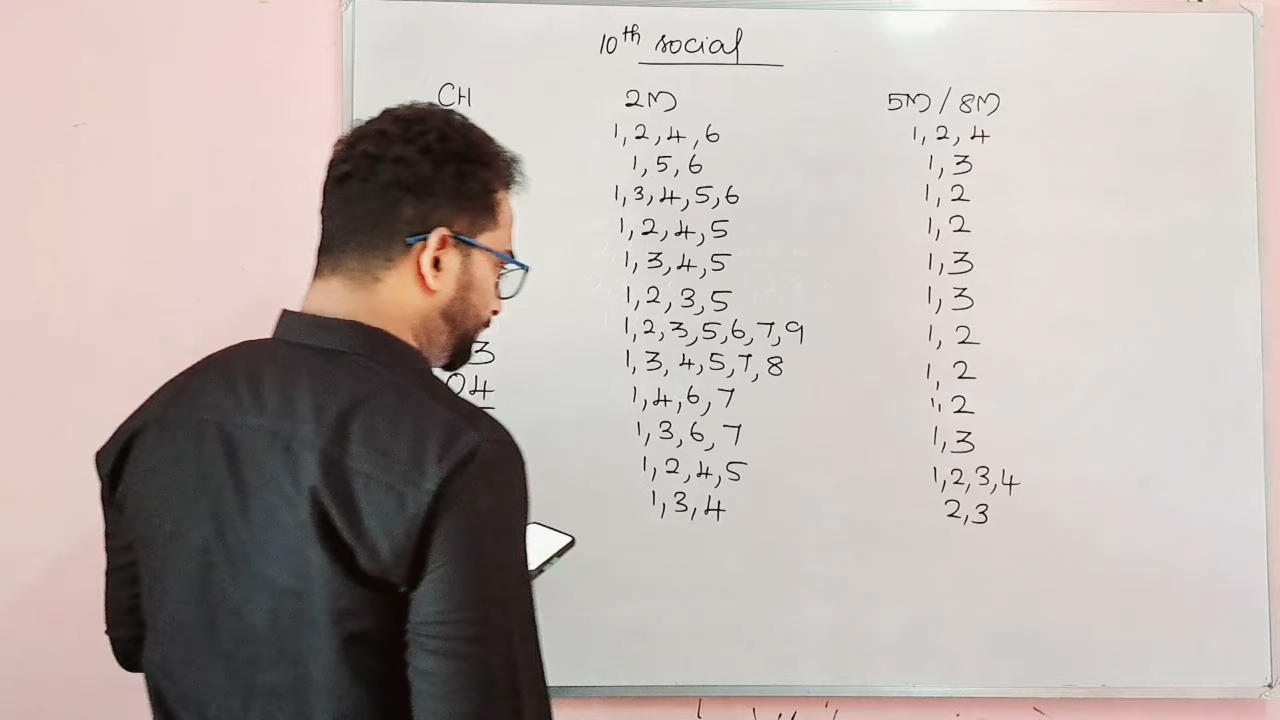 10th social
CH 2M 5M/8M
1,2,4,6 1,2,4
1,5,6 1,3
1,3,4,5,6 1,2
1,2,4,5 1,2
1,3,4,5 1,3
1,2,3,5 1,3
1,2,3,5,6,7,9 1,2
3 1,3,4,5,7,8 1,2
04 1,4,6,7 1,2
1,3,6,7 1,3
1,2,4,5 1,2,3,4
1,3,4 2,3